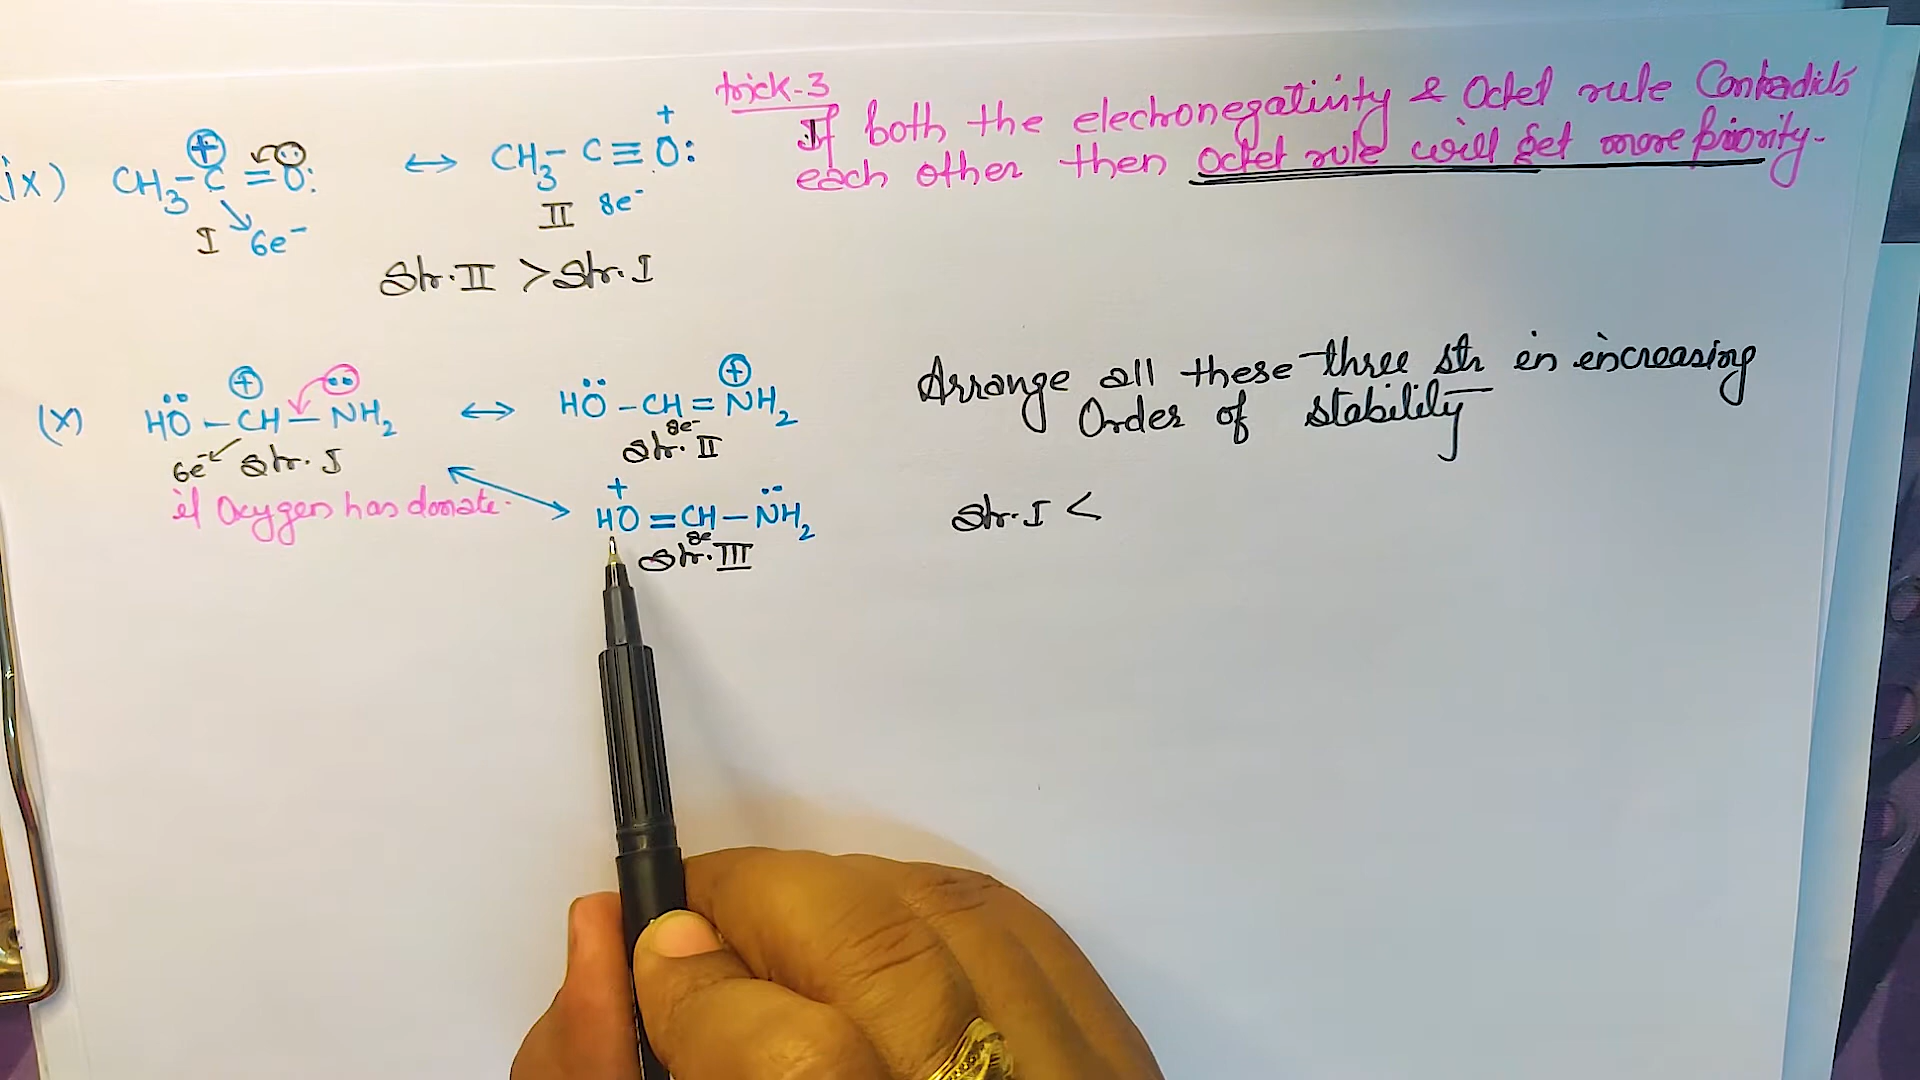 trick-3
If both the electronegativity & Octet rule Contradicts
each other then octet rule will get more priority.
ix) CH3-C=Ö: ↔ CH3-C≡O:
+ +
I 6e- II 8e-
Str.II > Str.I
(x) HÖ-CH-NH2 ↔ HÖ-CH=NH2
+ +
6e- Str.I 8e- Str.II
if Oxygen has donate.
+
HO=CH-N̈H2
8e- Str.III
Arrange all these three str in increasing
Order of stability
Str.I <